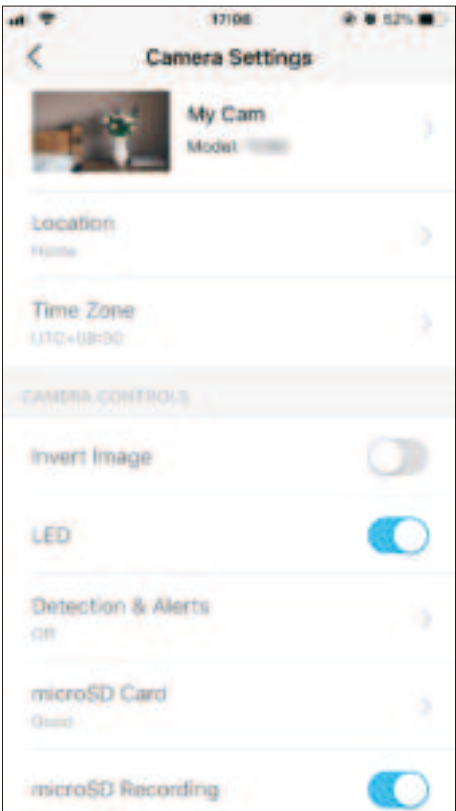 17:06
52%
Camera Settings
My Cam
Model:
Location
Home
Time Zone
UTC+08:00
CAMERA CONTROLS
Invert Image
LED
Detection & Alerts
Off
microSD Card
Good
microSD Recording